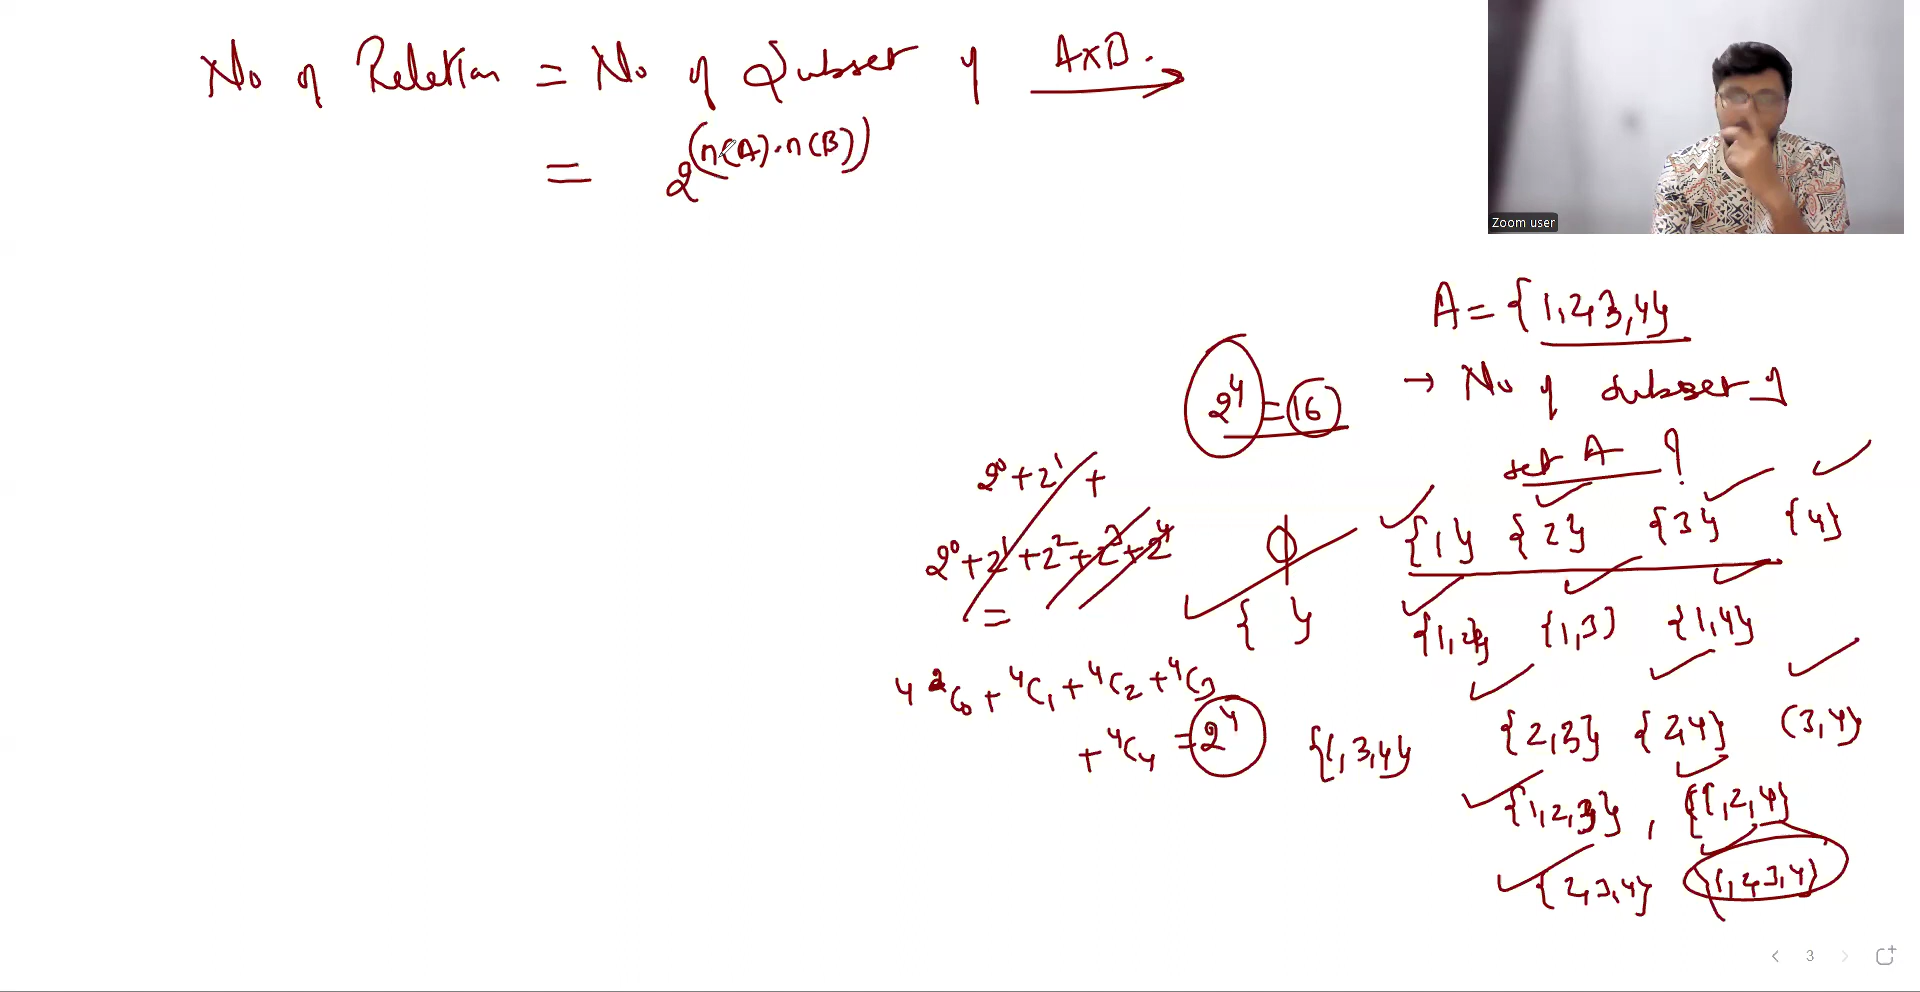 No of Relation = No of Subset of A×B.
= 2^(n(A)·n(B))
Zoom user
A = {1,2,3,4}
→ No of subset of
set A ?
2^4 = 16
2^0 + 2^1 +
2^0 + 2^1 + 2^2 + 2^3 + 2^4
=
ϕ
{ }
{1} {2} {3} {4}
{1,2} {1,3} {1,4}
{2,3} {2,4} (3,4)
{1,3,4}
{1,2,3} , {1,2,4}
{2,3,4} {1,2,3,4}
4C0 + 4C1 + 4C2 + 4C3
+ 4C4 = 2^4
3